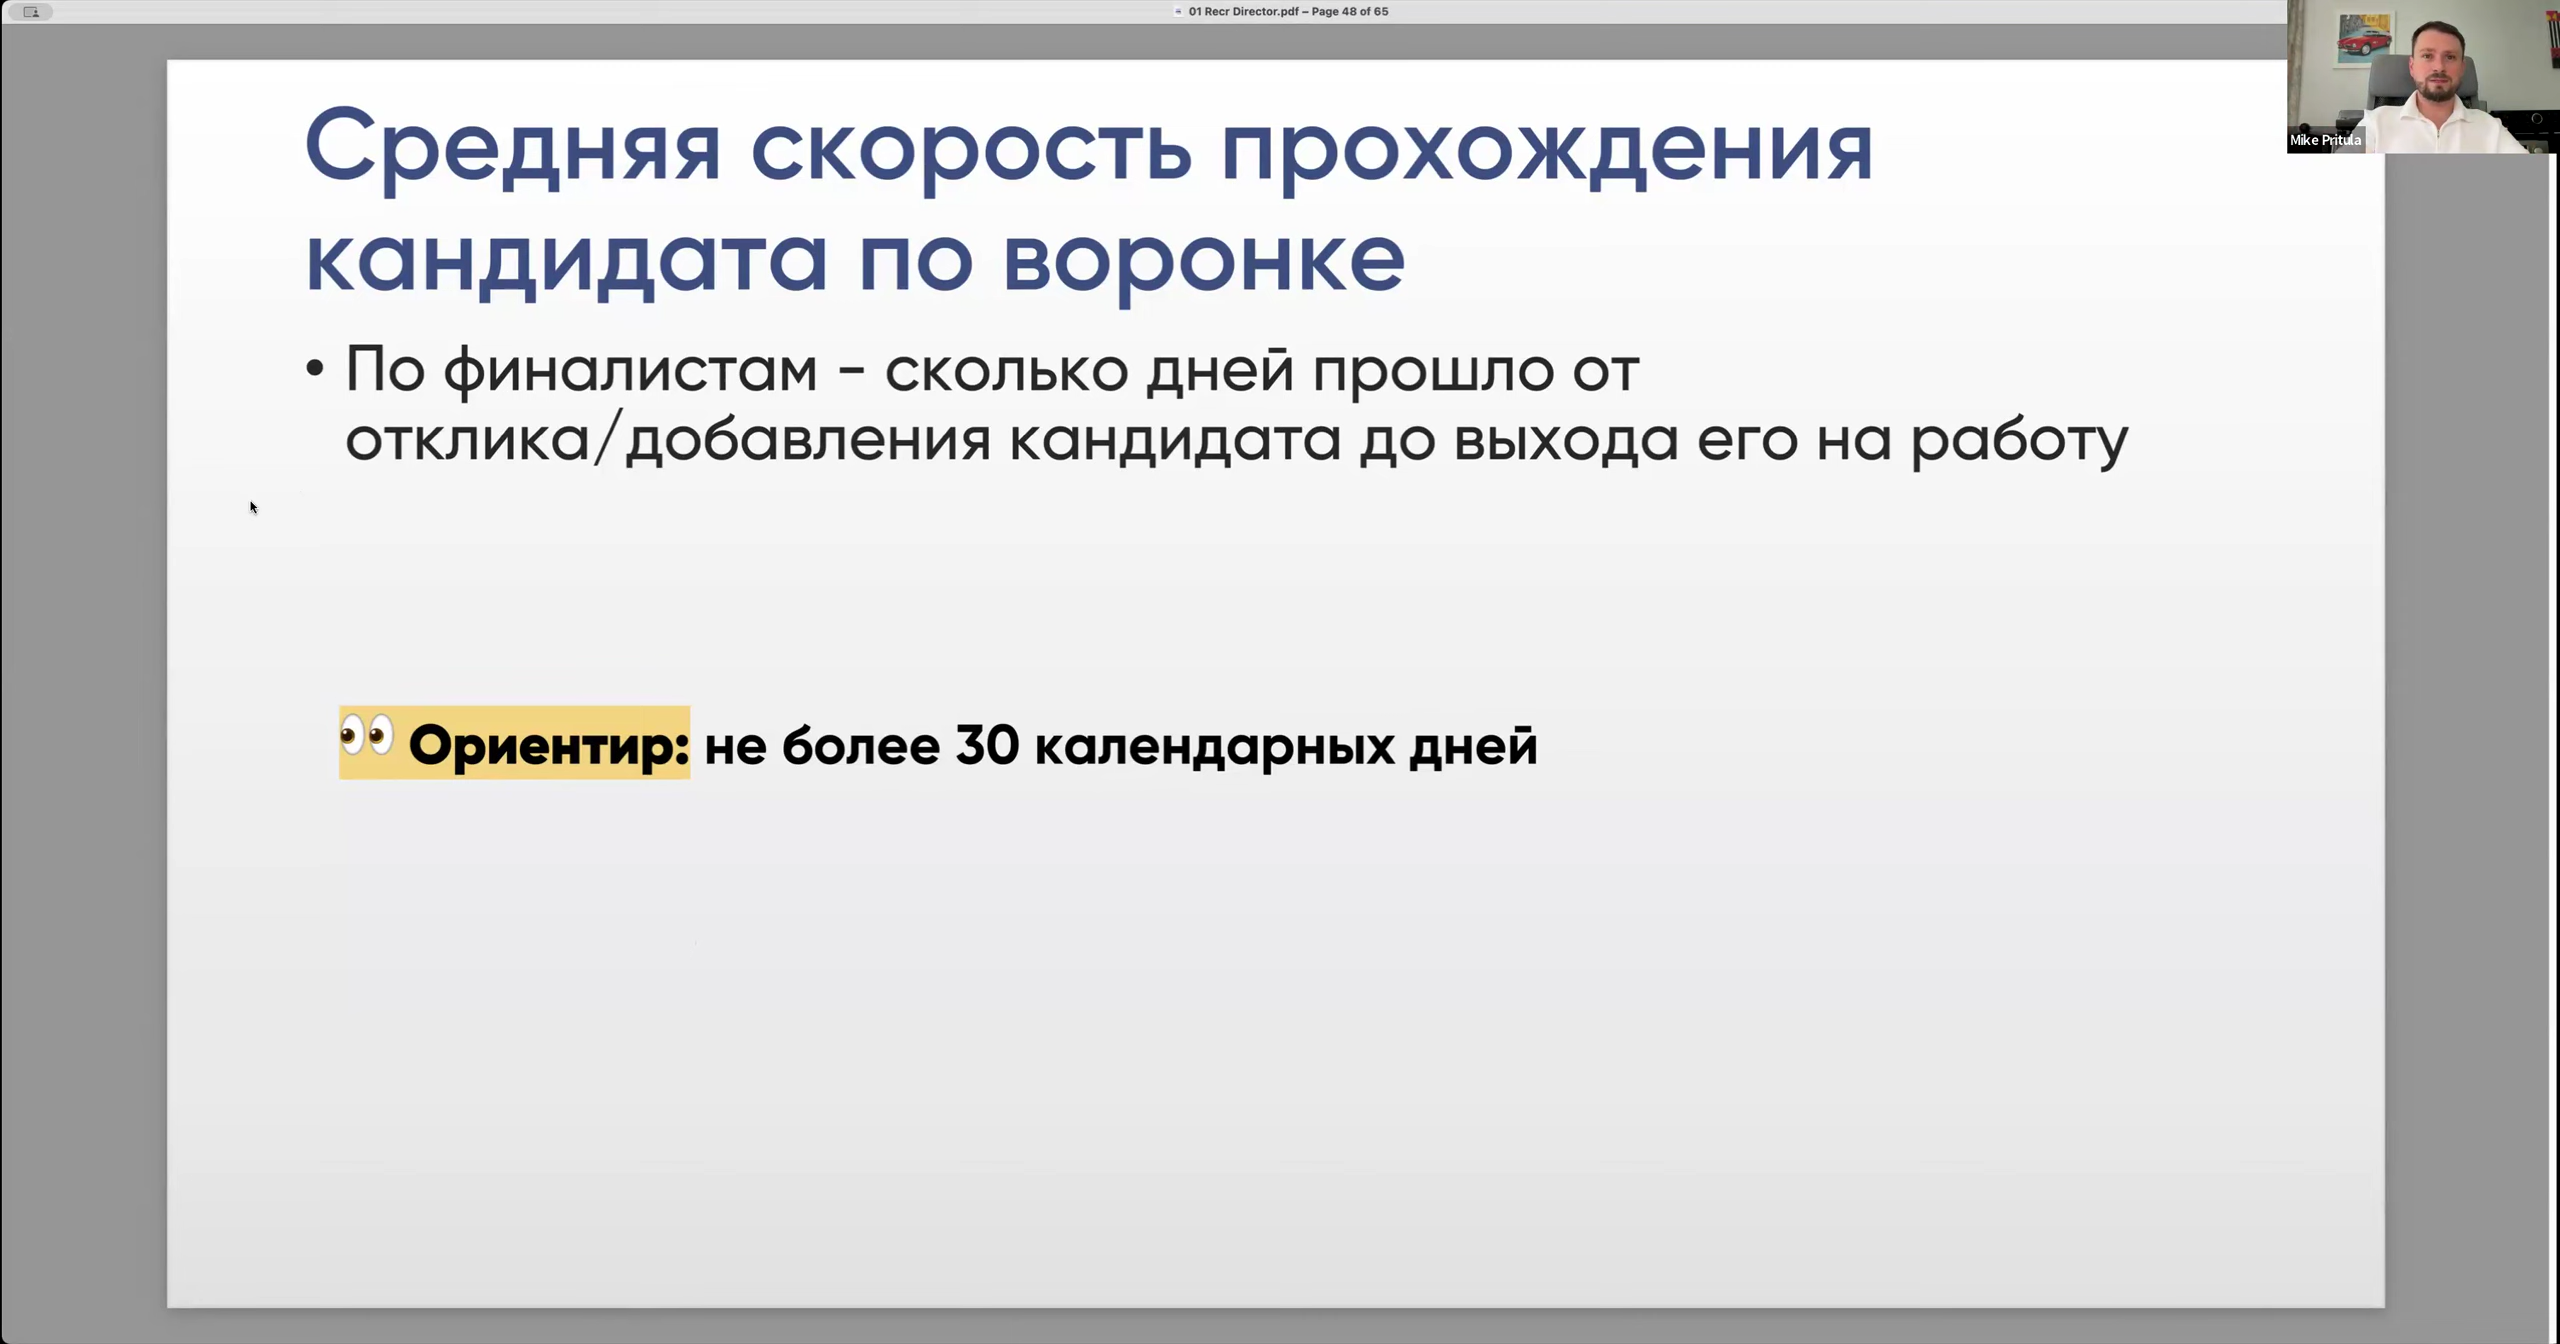 01 Recr Director.pdf – Page 48 of 65
Mike Pritula
Средняя скорость прохождения
кандидата по воронке
• По финалистам - сколько дней прошло от
отклика/добавления кандидата до выхода его на работу
👀 Ориентир: не более 30 календарных дней